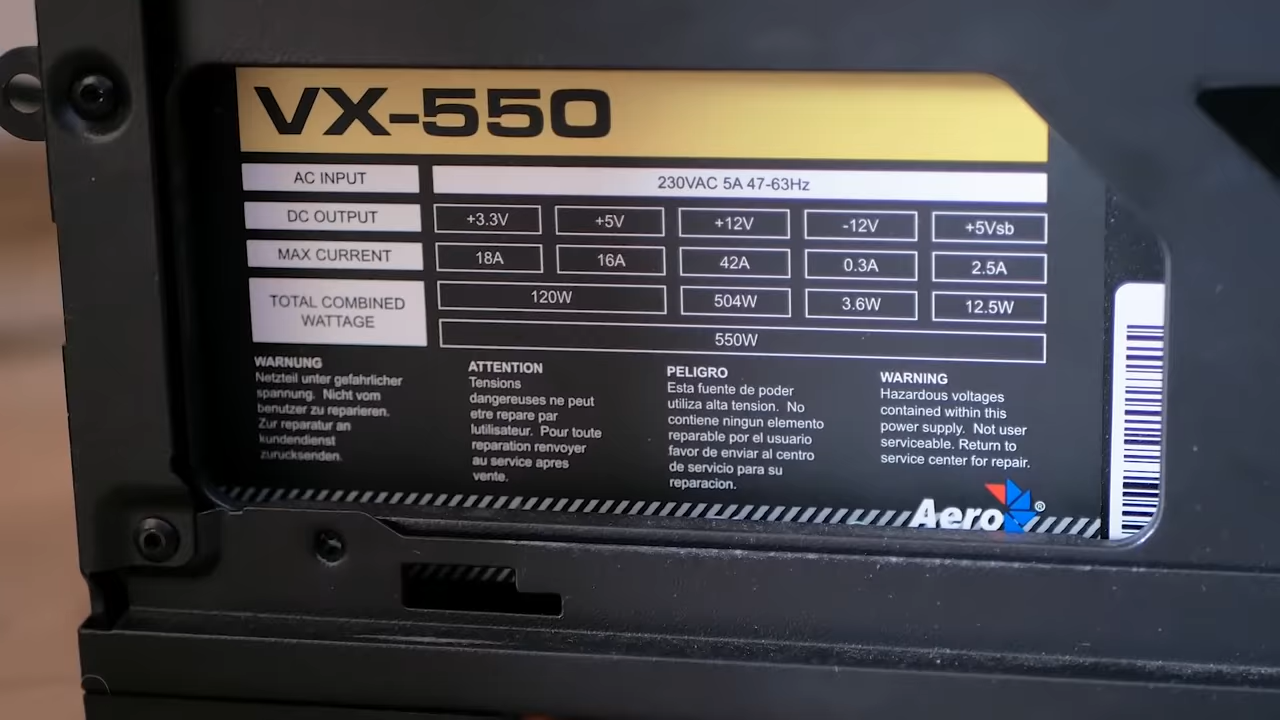 VX-550
AC INPUT 230VAC 5A 47-63Hz
DC OUTPUT +3.3V +5V +12V -12V +5Vsb
MAX CURRENT 18A 16A 42A 0.3A 2.5A
TOTAL COMBINED WATTAGE 120W 504W 3.6W 12.5W
550W
WARNUNG
Netzteil unter gefahrlicher
spannung. Nicht vom
benutzer zu reparieren.
Zur reparatur an
kundendienst
zurucksenden.
ATTENTION
Tensions
dangereuses ne peut
etre repare par
lutilisateur. Pour toute
reparation renvoyer
au service apres
vente.
PELIGRO
Esta fuente de poder
utiliza alta tension. No
contiene ningun elemento
reparable por el usuario
favor de enviar al centro
de servicio para su
reparacion.
WARNING
Hazardous voltages
contained within this
power supply. Not user
serviceable. Return to
service center for repair.
Aero ®